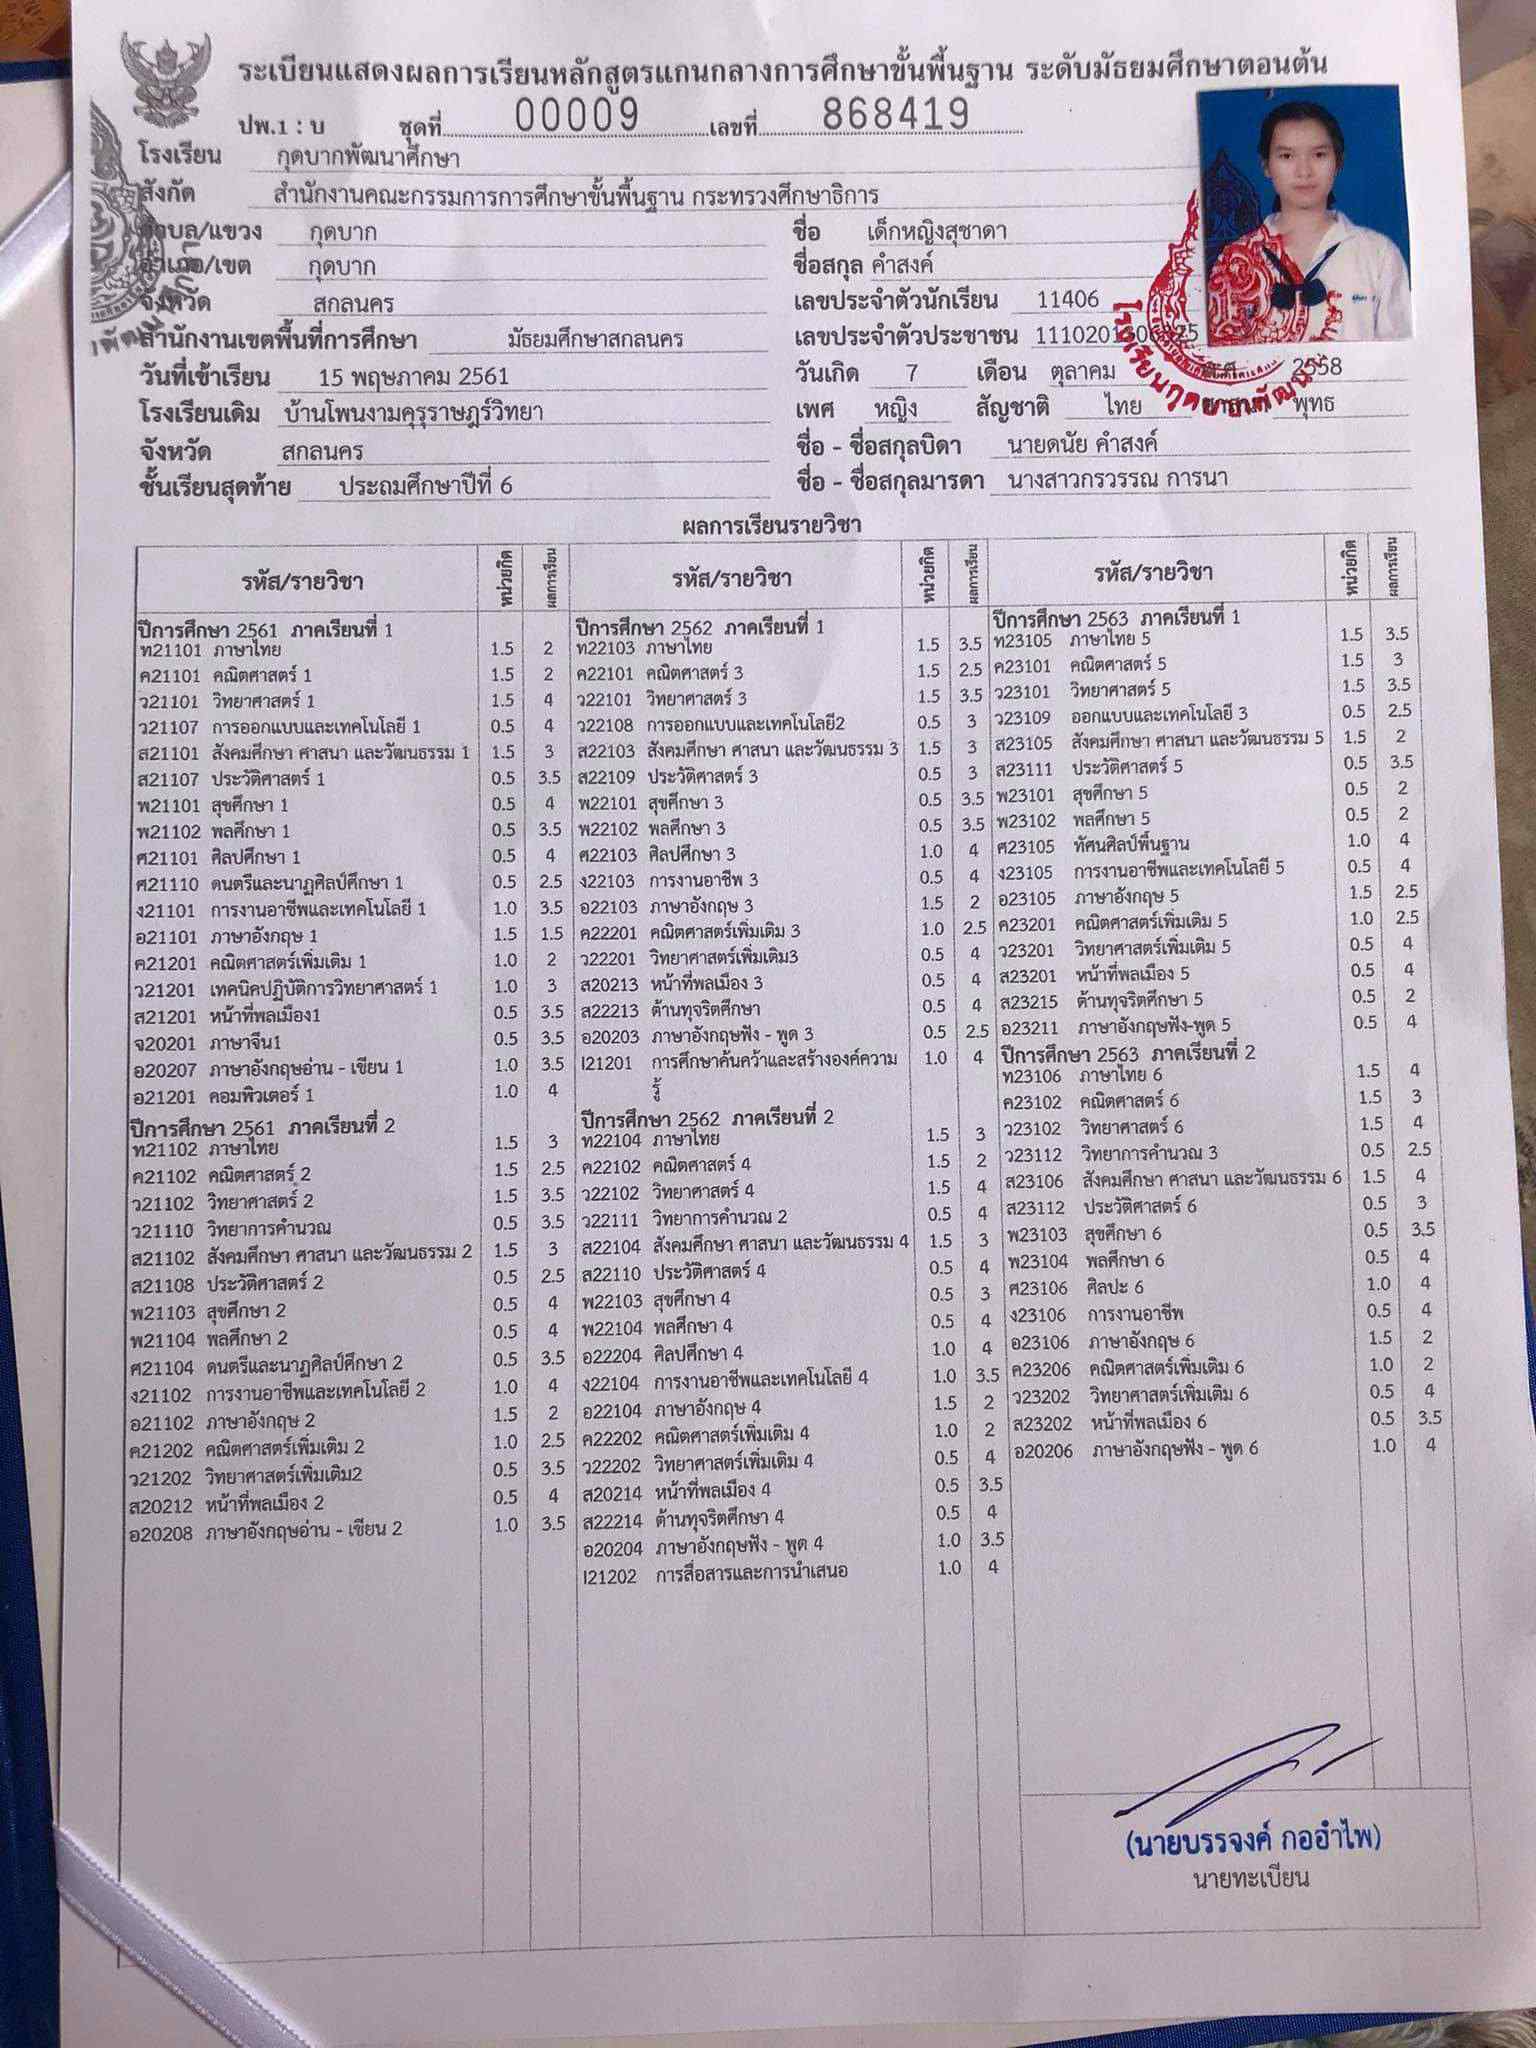 ระเบียนแสดงผลการเรียนหลักสูตรแกนกลางการศึกษาขั้นพื้นฐาน ระดับมัธยมศึกษาตอนต้น
ปพ.1 : บ ชุดที่ 00009 เลขที่ 868419
โรงเรียน กุดบากพัฒนาศึกษา
สังกัด สำนักงานคณะกรรมการการศึกษาขั้นพื้นฐาน กระทรวงศึกษาธิการ
ตำบล/แขวง กุดบาก
อำเภอ/เขต กุดบาก
จังหวัด สกลนคร
สำนักงานเขตพื้นที่การศึกษา มัธยมศึกษาสกลนคร
วันที่เข้าเรียน 15 พฤษภาคม 2561
โรงเรียนเดิม บ้านโพนงามคุรุราษฎร์วิทยา
จังหวัด สกลนคร
ชั้นเรียนสุดท้าย ประถมศึกษาปีที่ 6
ชื่อ เด็กหญิงสุชาดา
ชื่อสกุล คำสงค์
เลขประจำตัวนักเรียน 11406
เลขประจำตัวประชาชน
วันเกิด 7 เดือน ตุลาคม 2558
เพศ หญิง สัญชาติ ไทย ศาสนา พุทธ
ชื่อ - ชื่อสกุลบิดา นายดนัย คำสงค์
ชื่อ - ชื่อสกุลมารดา นางสาวกรวรรณ การนา
ผลการเรียนรายวิชา
รหัส/รายวิชา หน่วยกิต ผลการเรียน
ปีการศึกษา 2561 ภาคเรียนที่ 1
ท21101 ภาษาไทย 1.5 2
ค21101 คณิตศาสตร์ 1 1.5 2
ว21101 วิทยาศาสตร์ 1 1.5 4
ว21107 การออกแบบและเทคโนโลยี 1 0.5 4
ส21101 สังคมศึกษา ศาสนา และวัฒนธรรม 1 1.5 3
ส21107 ประวัติศาสตร์ 1 0.5 3.5
พ21101 สุขศึกษา 1 0.5 4
พ21102 พลศึกษา 1 0.5 3.5
ศ21101 ศิลปศึกษา 1 0.5 4
ศ21110 ดนตรีและนาฏศิลป์ศึกษา 1 0.5 2.5
ง21101 การงานอาชีพและเทคโนโลยี 1 1.0 3.5
อ21101 ภาษาอังกฤษ 1 1.5 1.5
ค21201 คณิตศาสตร์เพิ่มเติม 1 1.0 2
ว21201 เทคนิคปฏิบัติการวิทยาศาสตร์ 1 1.0 3
ส21201 หน้าที่พลเมือง1 0.5 3.5
จ20201 ภาษาจีน1 0.5 3.5
อ20207 ภาษาอังกฤษอ่าน - เขียน 1 1.0 3.5
อ21201 คอมพิวเตอร์ 1 1.0 4
ปีการศึกษา 2561 ภาคเรียนที่ 2
ท21102 ภาษาไทย 1.5 3
ค21102 คณิตศาสตร์ 2 1.5 2.5
ว21102 วิทยาศาสตร์ 2 1.5 3.5
ว21110 วิทยาการคำนวณ 0.5 3.5
ส21102 สังคมศึกษา ศาสนา และวัฒนธรรม 2 1.5 3
ส21108 ประวัติศาสตร์ 2 0.5 2.5
พ21103 สุขศึกษา 2 0.5 4
พ21104 พลศึกษา 2 0.5 4
ศ21104 ดนตรีและนาฏศิลป์ศึกษา 2 0.5 3.5
ง21102 การงานอาชีพและเทคโนโลยี 2 1.0 4
อ21102 ภาษาอังกฤษ 2 1.5 2
ค21202 คณิตศาสตร์เพิ่มเติม 2 1.0 2.5
ว21202 วิทยาศาสตร์เพิ่มเติม2 0.5 3.5
ส20212 หน้าที่พลเมือง 2 0.5 4
อ20208 ภาษาอังกฤษอ่าน - เขียน 2 1.0 3.5
รหัส/รายวิชา หน่วยกิต ผลการเรียน
ปีการศึกษา 2562 ภาคเรียนที่ 1
ท22103 ภาษาไทย 1.5 3.5
ค22101 คณิตศาสตร์ 3 1.5 2.5
ว22101 วิทยาศาสตร์ 3 1.5 3.5
ว22108 การออกแบบและเทคโนโลยี2 0.5 3
ส22103 สังคมศึกษา ศาสนา และวัฒนธรรม 3 1.5 3
ส22109 ประวัติศาสตร์ 3 0.5 3
พ22101 สุขศึกษา 3 0.5 3.5
พ22102 พลศึกษา 3 0.5 3.5
ศ22103 ศิลปศึกษา 3 1.0 4
ง22103 การงานอาชีพ 3 0.5 4
อ22103 ภาษาอังกฤษ 3 1.5 2
ค22201 คณิตศาสตร์เพิ่มเติม 3 1.0 2.5
ว22201 วิทยาศาสตร์เพิ่มเติม3 0.5 4
ส20213 หน้าที่พลเมือง 3 0.5 4
ส22213 ต้านทุจริตศึกษา 0.5 4
อ20203 ภาษาอังกฤษฟัง - พูด 3 0.5 2.5
I21201 การศึกษาค้นคว้าและสร้างองค์ความ 1.0 4
รู้
ปีการศึกษา 2562 ภาคเรียนที่ 2
ท22104 ภาษาไทย 1.5 3
ค22102 คณิตศาสตร์ 4 1.5 2
ว22102 วิทยาศาสตร์ 4 1.5 4
ว22111 วิทยาการคำนวณ 2 0.5 4
ส22104 สังคมศึกษา ศาสนา และวัฒนธรรม 4 1.5 3
ส22110 ประวัติศาสตร์ 4 0.5 4
พ22103 สุขศึกษา 4 0.5 3
พ22104 พลศึกษา 4 0.5 4
อ22204 ศิลปศึกษา 4 1.0 4
ง22104 การงานอาชีพและเทคโนโลยี 4 1.0 3.5
อ22104 ภาษาอังกฤษ 4 1.5 2
ค22202 คณิตศาสตร์เพิ่มเติม 4 1.0 2
ว22202 วิทยาศาสตร์เพิ่มเติม 4 0.5 4
ส20214 หน้าที่พลเมือง 4 0.5 3.5
ส22214 ต้านทุจริตศึกษา 4 0.5 4
อ20204 ภาษาอังกฤษฟัง - พูด 4 1.0 3.5
I21202 การสื่อสารและการนำเสนอ 1.0 4
รหัส/รายวิชา หน่วยกิต ผลการเรียน
ปีการศึกษา 2563 ภาคเรียนที่ 1
ท23105 ภาษาไทย 5 1.5 3.5
ค23101 คณิตศาสตร์ 5 1.5 3
ว23101 วิทยาศาสตร์ 5 1.5 3.5
ว23109 ออกแบบและเทคโนโลยี 3 0.5 2.5
ส23105 สังคมศึกษา ศาสนา และวัฒนธรรม 5 1.5 2
ส23111 ประวัติศาสตร์ 5 0.5 3.5
พ23101 สุขศึกษา 5 0.5 2
พ23102 พลศึกษา 5 0.5 2
ศ23105 ทัศนศิลป์พื้นฐาน 1.0 4
ง23105 การงานอาชีพและเทคโนโลยี 5 0.5 4
อ23105 ภาษาอังกฤษ 5 1.5 2.5
ค23201 คณิตศาสตร์เพิ่มเติม 5 1.0 2.5
ว23201 วิทยาศาสตร์เพิ่มเติม 5 0.5 4
ส23201 หน้าที่พลเมือง 5 0.5 4
ส23215 ต้านทุจริตศึกษา 5 0.5 2
อ23211 ภาษาอังกฤษฟัง-พูด 5 0.5 4
ปีการศึกษา 2563 ภาคเรียนที่ 2
ท23106 ภาษาไทย 6 1.5 4
ค23102 คณิตศาสตร์ 6 1.5 3
ว23102 วิทยาศาสตร์ 6 1.5 4
ว23112 วิทยาการคำนวณ 3 0.5 2.5
ส23106 สังคมศึกษา ศาสนา และวัฒนธรรม 6 1.5 4
ส23112 ประวัติศาสตร์ 6 0.5 3
พ23103 สุขศึกษา 6 0.5 3.5
พ23104 พลศึกษา 6 0.5 4
ศ23106 ศิลปะ 6 1.0 4
ง23106 การงานอาชีพ 0.5 4
อ23106 ภาษาอังกฤษ 6 1.5 2
ค23206 คณิตศาสตร์เพิ่มเติม 6 1.0 2
ว23202 วิทยาศาสตร์เพิ่มเติม 6 0.5 4
ส23202 หน้าที่พลเมือง 6 0.5 3.5
อ20206 ภาษาอังกฤษฟัง - พูด 6 1.0 4
(นายบรรจงค์ กออำไพ)
นายทะเบียน